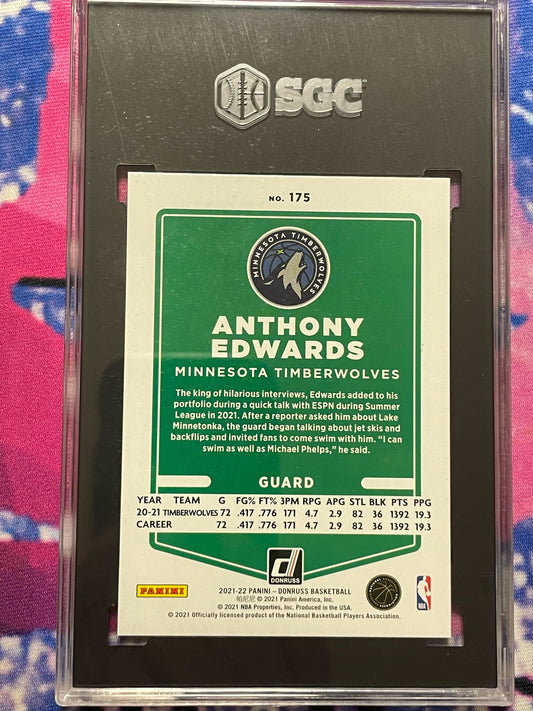 SGC
NO. 175
MINNESOTA TIMBERWOLVES
ANTHONY
EDWARDS
MINNESOTA TIMBERWOLVES
The king of hilarious interviews, Edwards added to his
portfolio during a quick talk with ESPN during Summer
League in 2021. After a reporter asked him about Lake
Minnetonka, the guard began talking about jet skis and
backflips and invited fans to come swim with him. “I can
swim as well as Michael Phelps,” he said.
GUARD
YEAR TEAM G FG% FT% 3PM RPG APG STL BLK PTS PPG
20-21 TIMBERWOLVES 72 .417 .776 171 4.7 2.9 82 36 1392 19.3
CAREER 72 .417 .776 171 4.7 2.9 82 36 1392 19.3
DONRUSS
PANINI
2021-22 PANINI – DONRUSS BASKETBALL
帕尼尼 © 2021 Panini America, Inc.
© 2021 NBA Properties, Inc. Produced in the USA.
© 2021 Officially licensed product of the National Basketball Players Association.
NBA